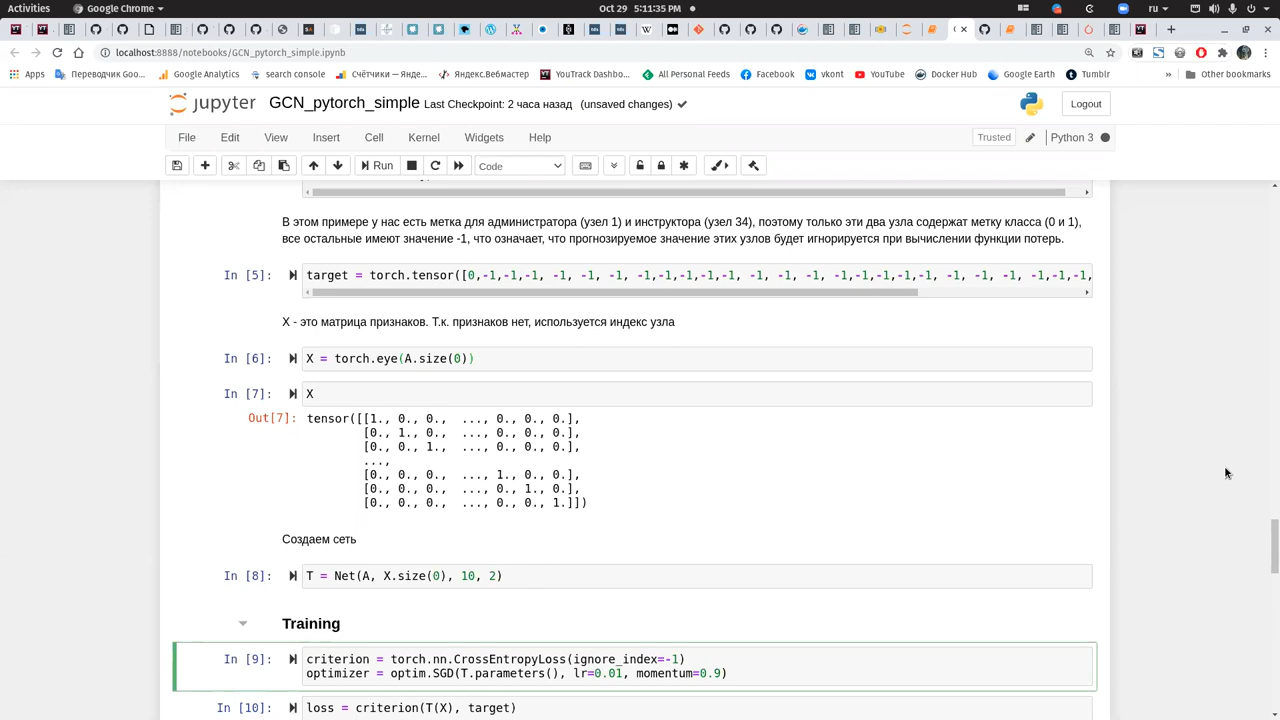 Activities Google Chrome Oct 29 5:11:35 PM ru
localhost:8888/notebooks/GCN_pytorch_simple.ipynb
Apps Переводчик Goo... Google Analytics search console Счётчики — Янде... Яндекс.Вебмастер YouTrack Dashbo... All Personal Feeds Facebook vkont YouTube Docker Hub Google Earth Tumblr » Other bookmarks
jupyter GCN_pytorch_simple Last Checkpoint: 2 часа назад (unsaved changes) Logout
File Edit View Insert Cell Kernel Widgets Help Trusted Python 3
Run Code
В этом примере у нас есть метка для администратора (узел 1) и инструктора (узел 34), поэтому только эти два узла содержат метку класса (0 и 1),
все остальные имеют значение -1, что означает, что прогнозируемое значение этих узлов будет игнорируется при вычислении функции потерь.
In [5]: target = torch.tensor([0,-1,-1,-1, -1, -1, -1, -1,-1,-1,-1,-1, -1, -1, -1, -1,-1,-1,-1,-1, -1, -1, -1, -1,-1,-1,
X - это матрица признаков. Т.к. признаков нет, используется индекс узла
In [6]: X = torch.eye(A.size(0))
In [7]: X
Out[7]: tensor([[1., 0., 0., ..., 0., 0., 0.],
[0., 1., 0., ..., 0., 0., 0.],
[0., 0., 1., ..., 0., 0., 0.],
...,
[0., 0., 0., ..., 1., 0., 0.],
[0., 0., 0., ..., 0., 1., 0.],
[0., 0., 0., ..., 0., 0., 1.]])
Создаем сеть
In [8]: T = Net(A, X.size(0), 10, 2)
Training
In [9]: criterion = torch.nn.CrossEntropyLoss(ignore_index=-1)
optimizer = optim.SGD(T.parameters(), lr=0.01, momentum=0.9)
In [10]: loss = criterion(T(X), target)